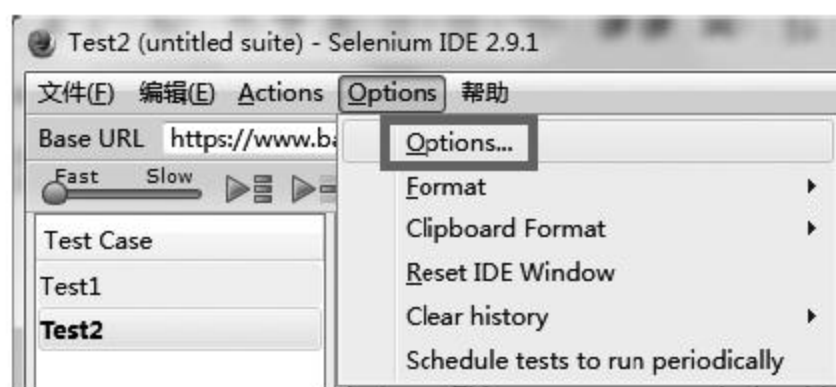 Test2 (untitled suite) - Selenium IDE 2.9.1
文件(F) 编辑(E) Actions Options 帮助
Base URL https://www.ba
Options...
Fast Slow
Format
Test Case
Clipboard Format
Test1
Reset IDE Window
Test2
Clear history
Schedule tests to run periodically